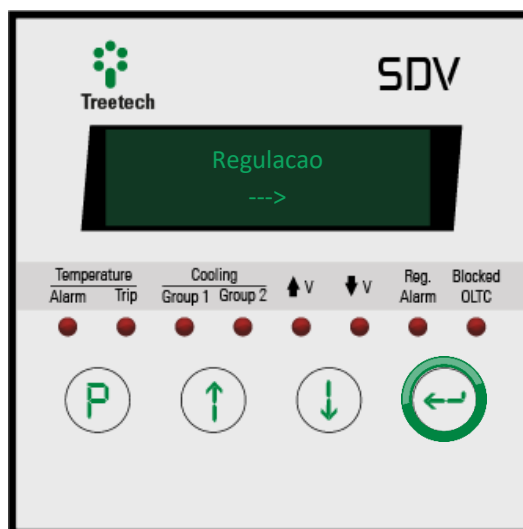 Treetech
SDV
Regulacao
--->
Temperature
Alarm Trip
Cooling
Group 1 Group 2
V
V
Reg.
Alarm
Blocked
OLTC
P